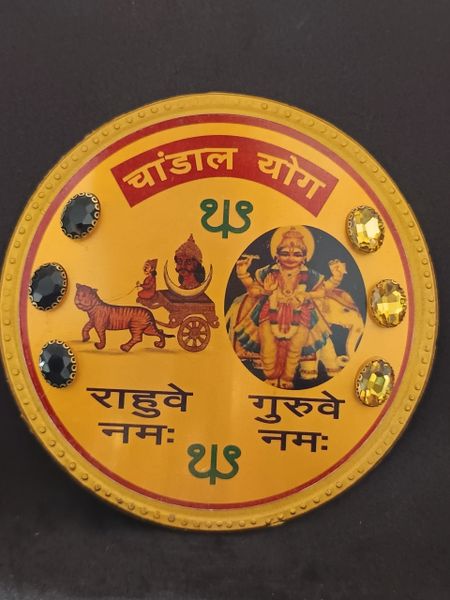 चांडाल योग
राहुवे
नमः
गुरुवे
नमः